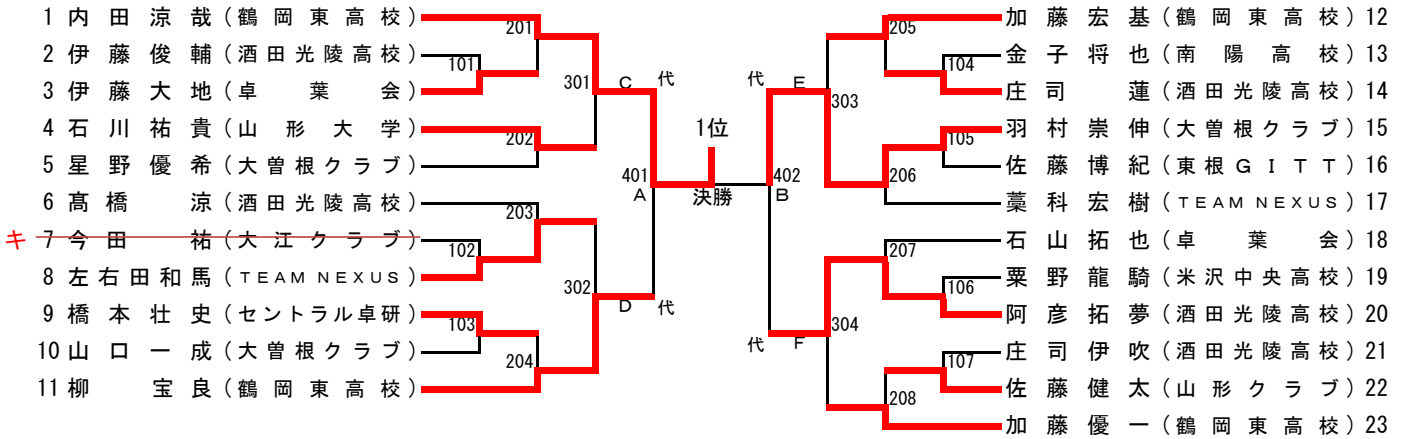 1 内田涼哉(鶴岡東高校)
2 伊藤俊輔(酒田光陵高校)
3 伊藤大地(卓葉会)
4 石川祐貴(山形大学)
5 星野優希(大曽根クラブ)
6 髙橋涼(酒田光陵高校)
キ 7 今田祐(大江クラブ)
8 左右田和馬(TEAM NEXUS)
9 橋本壮史(セントラル卓研)
10 山口一成(大曽根クラブ)
11 柳宝良(鶴岡東高校)
201
101
202
203
102
103
204
301
302
C 代
D 代
401
A
1位
決勝
402
B
代 E
代 F
303
304
205
104
105
206
207
106
107
208
加藤宏基(鶴岡東高校) 12
金子将也(南陽高校) 13
庄司蓮(酒田光陵高校) 14
羽村崇伸(大曽根クラブ) 15
佐藤博紀(東根GITT) 16
藁科宏樹(TEAM NEXUS) 17
石山拓也(卓葉会) 18
粟野龍騎(米沢中央高校) 19
阿彦拓夢(酒田光陵高校) 20
庄司伊吹(酒田光陵高校) 21
佐藤健太(山形クラブ) 22
加藤優一(鶴岡東高校) 23